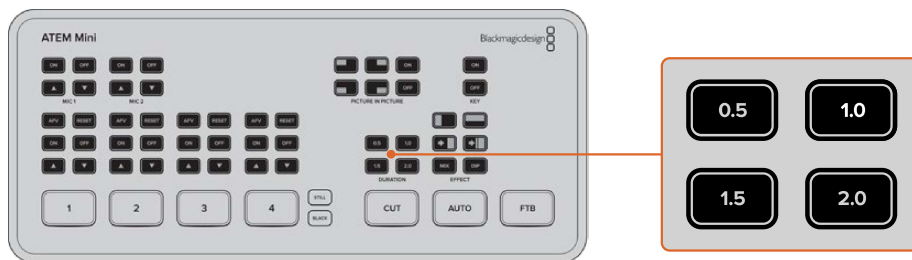 ATEM Mini
Blackmagicdesign
ON OFF ON OFF
ON ON
▲ ▼ ▲ ▼
OFF OFF
MIC 1 MIC 2
PICTURE IN PICTURE
KEY
AFV RESET AFV RESET AFV RESET AFV RESET
ON OFF ON OFF ON OFF ON OFF
0.5 1.0
▲ ▼ ▲ ▼ ▲ ▼ ▲ ▼
1.5 2.0
MIX DIP
DURATION
EFFECT
1 2 3 4
STILL
BLACK
CUT AUTO FTB
0.5 1.0
1.5 2.0